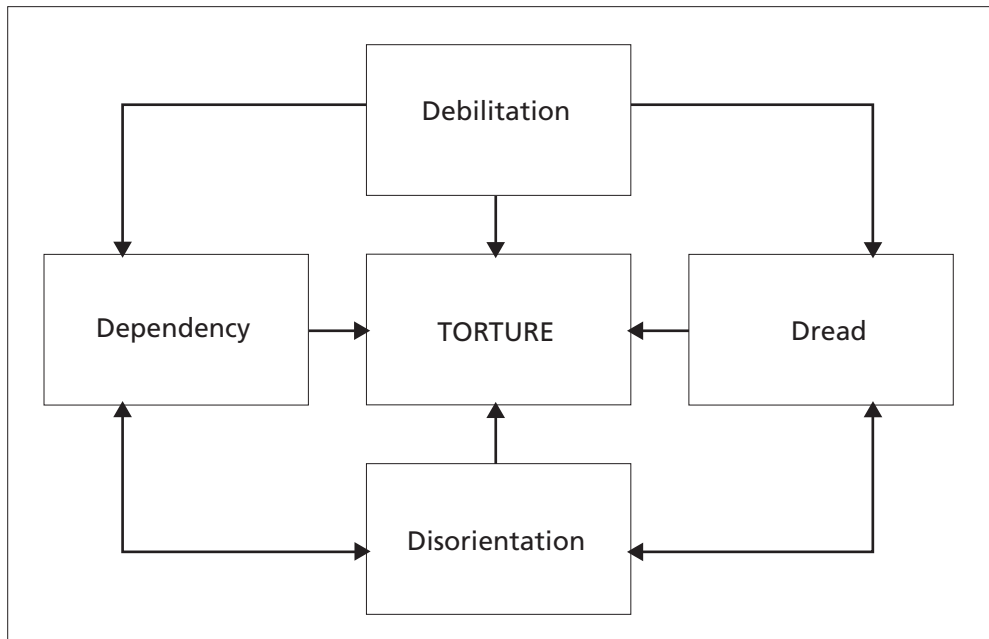 Debilitation
Dependency
TORTURE
Dread
Disorientation